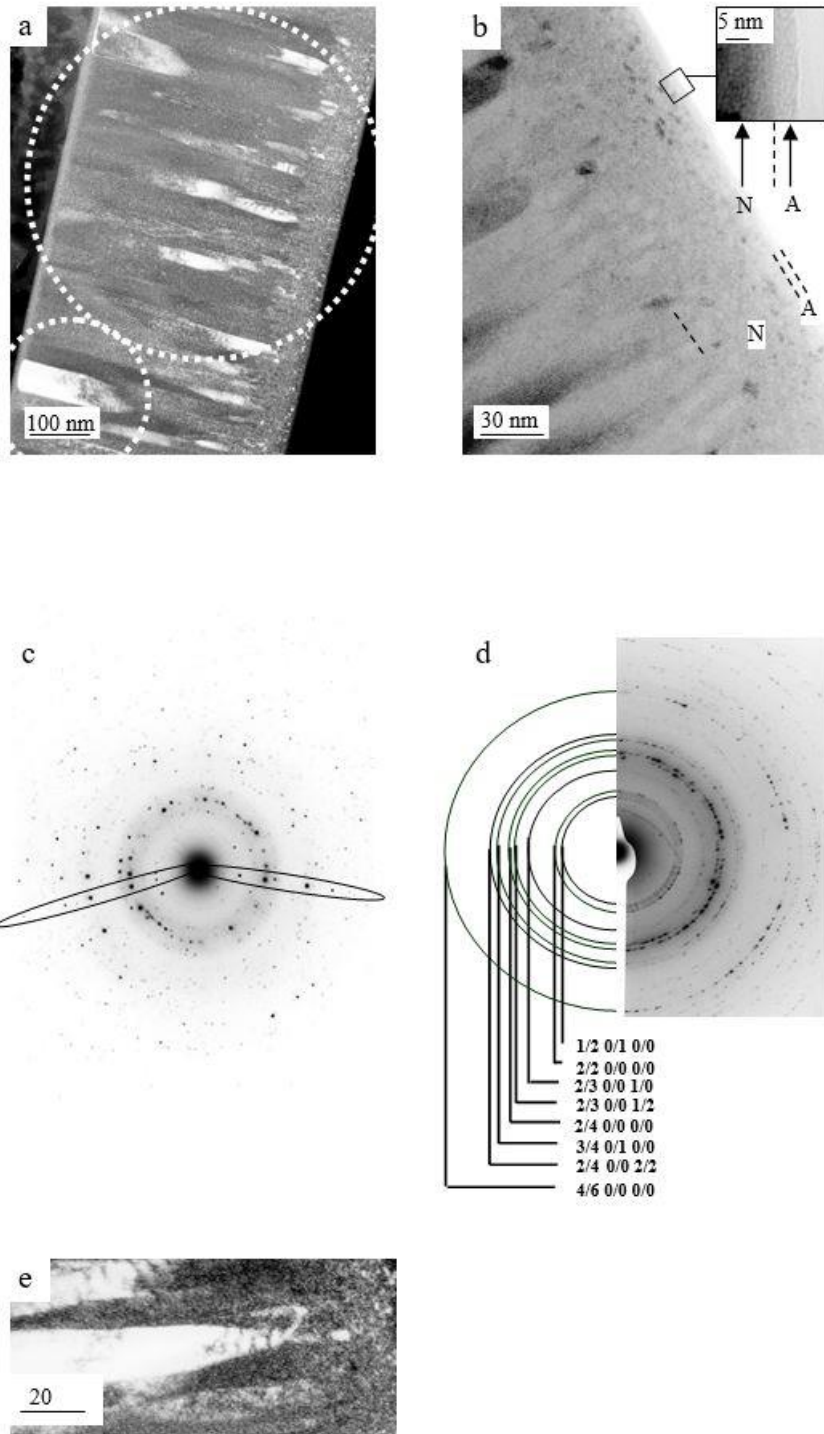 a
100 nm
b
5 nm
N A
A
N
30 nm
c
d
1/2 0/1 0/0
2/2 0/0 0/0
2/3 0/0 1/0
2/3 0/0 1/2
2/4 0/0 0/0
3/4 0/1 0/0
2/4 0/0 2/2
4/6 0/0 0/0
e
20